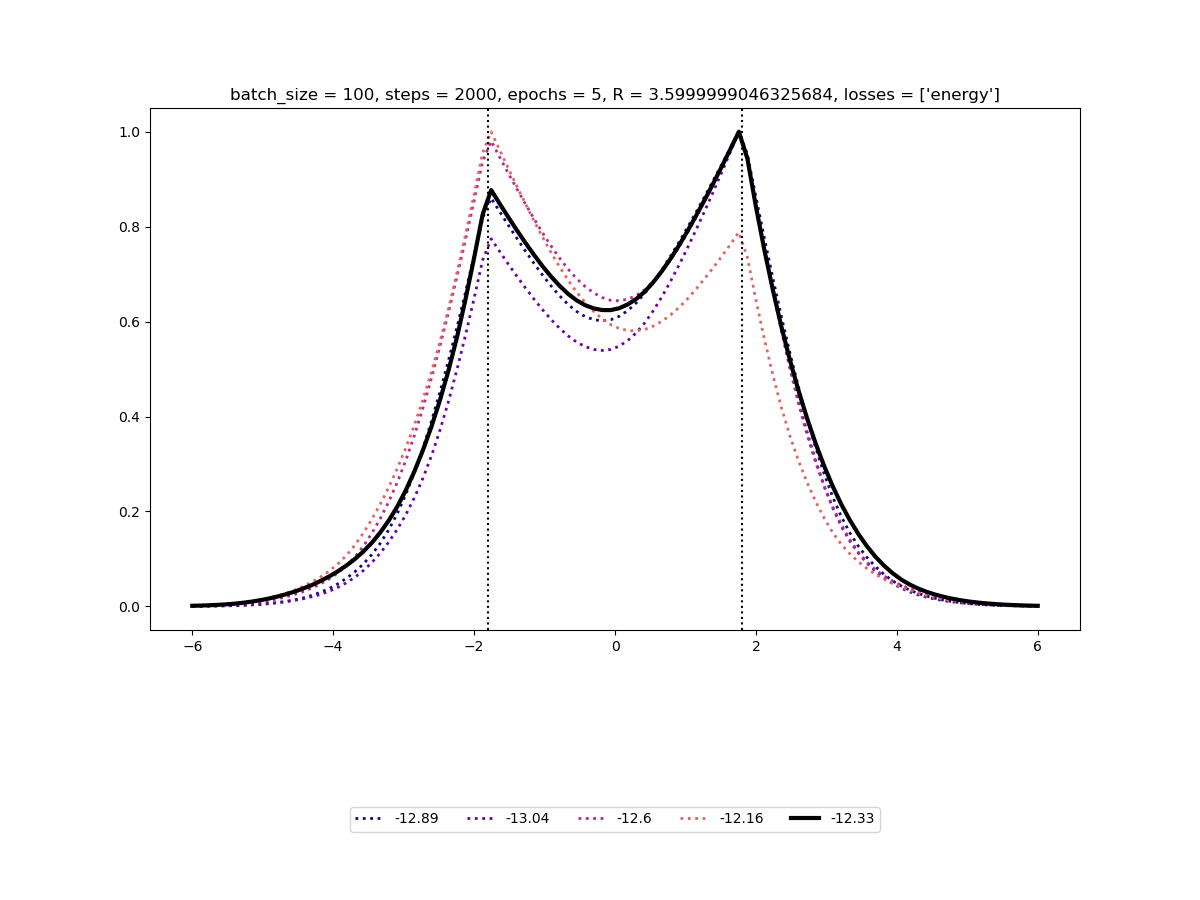 batch_size = 100, steps = 2000, epochs = 5, R = 3.5999999046325684, losses = ['energy']
1.0
0.8
0.6
0.4
0.2
0.0
−6 −4 −2 0 2 4 6
-12.89 -13.04 -12.6 -12.16 -12.33